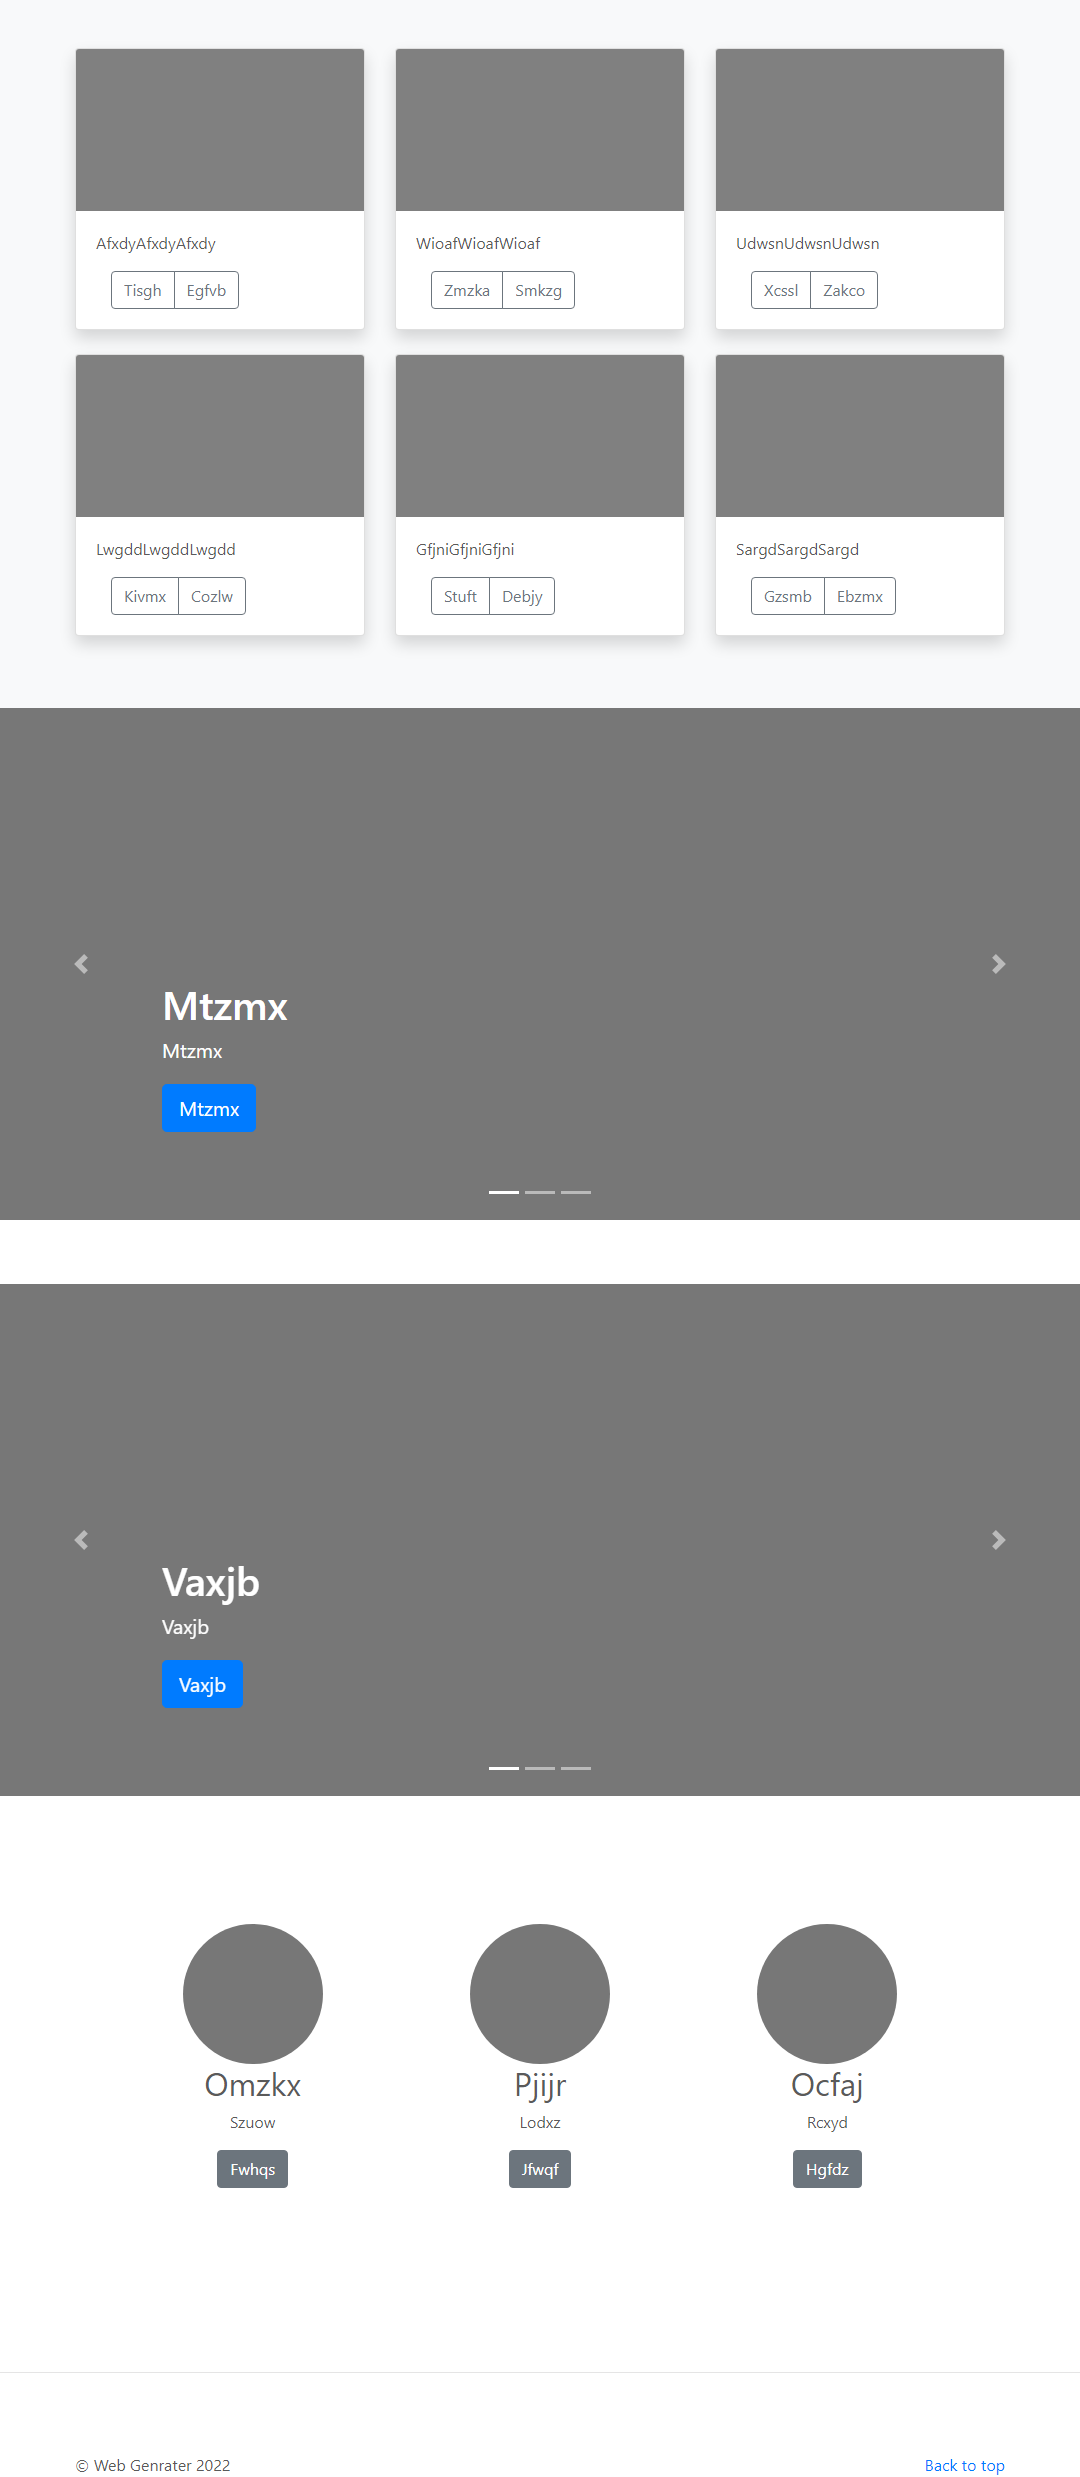 AfxdyAfxdyAfxdy
Tisgh Egfvb
WioafWioafWioaf
Zmzka Smkzg
UdwsnUdwsnUdwsn
Xcssl Zakco
LwgddLwgddLwgdd
Kivmx Cozlw
GfjniGfjniGfjni
Stuft Debjy
SargdSargdSargd
Gzsmb Ebzmx
Mtzmx
Mtzmx
Mtzmx
Vaxjb
Vaxjb
Vaxjb
Omzkx
Szuow
Fwhqs
Pjijr
Lodxz
Jfwqf
Ocfaj
Rcxyd
Hgfdz
© Web Genrater 2022
Back to top